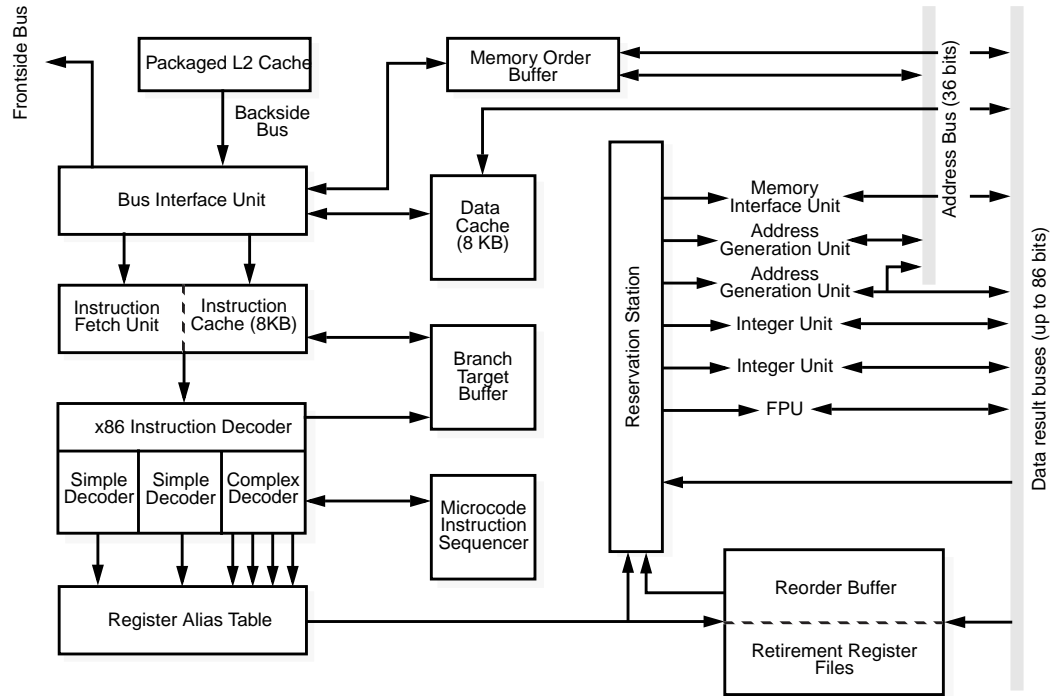 Frontside Bus
Packaged L2 Cache
Backside
Bus
Memory Order
Buffer
Address Bus (36 bits)
Bus Interface Unit
Data
Cache
(8 KB)
Memory
Interface Unit
Address
Generation Unit
Address
Generation Unit
Integer Unit
Integer Unit
FPU
Reservation Station
Data result buses (up to 86 bits)
Instruction
Fetch Unit
Instruction
Cache (8KB)
Branch
Target
Buffer
x86 Instruction Decoder
Simple
Decoder
Simple
Decoder
Complex
Decoder
Microcode
Instruction
Sequencer
Register Alias Table
Reorder Buffer
Retirement Register
Files